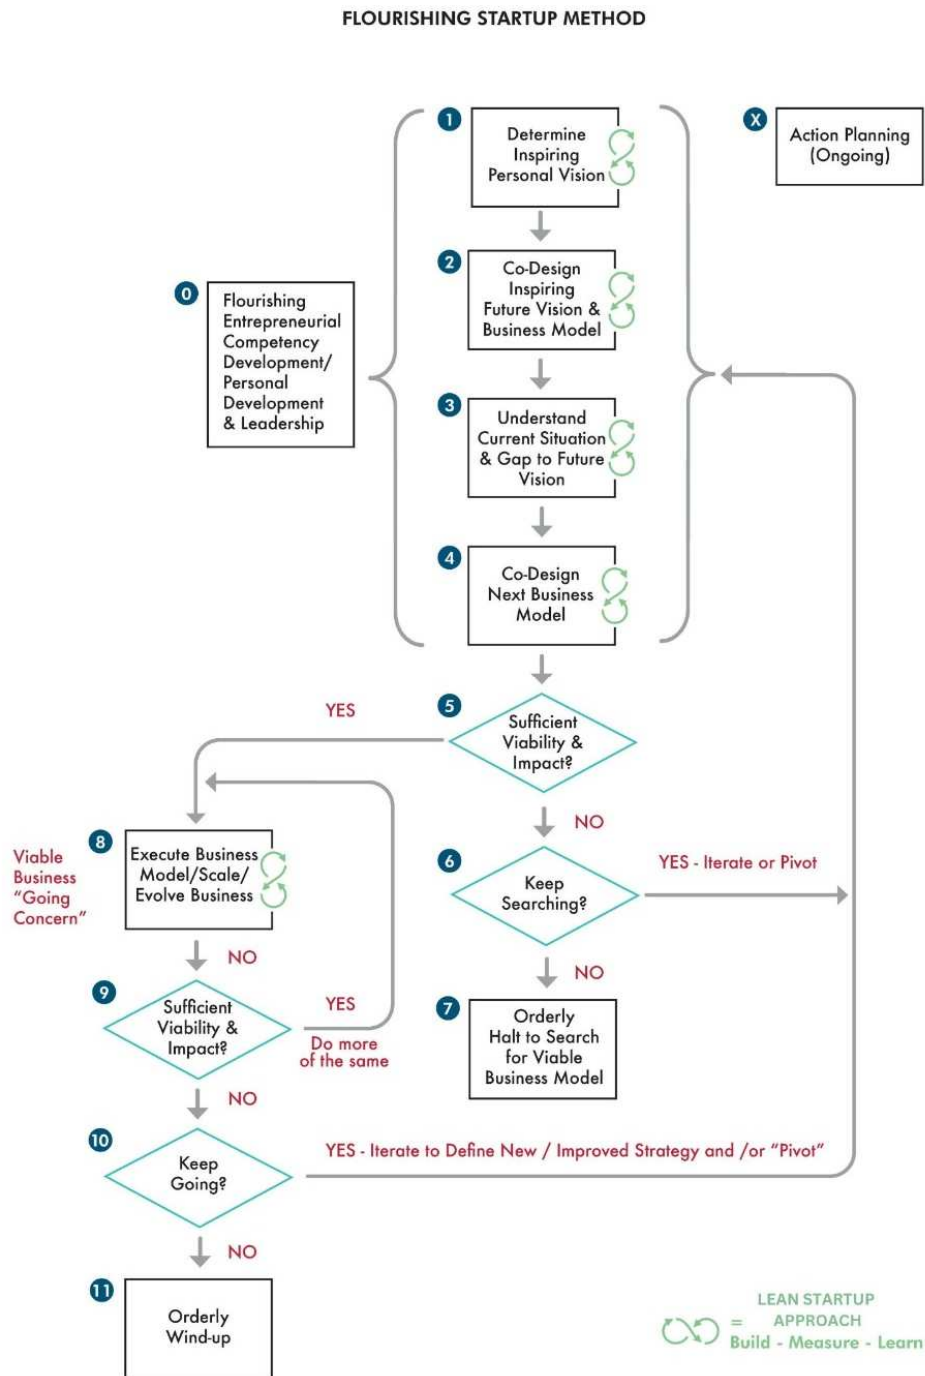 FLOURISHING STARTUP METHOD
1
Determine
Inspiring
Personal Vision
X
Action Planning
(Ongoing)
2
Co-Design
Inspiring
Future Vision &
Business Model
0
Flourishing
Entrepreneurial
Competency
Development/
Personal
Development
& Leadership
3
Understand
Current Situation
& Gap to Future
Vision
4
Co-Design
Next Business
Model
5
Sufficient
Viability &
Impact?
YES
NO
6
Keep
Searching?
YES - Iterate or Pivot
NO
7
Orderly
Halt to Search
for Viable
Business Model
8
Execute Business
Model/Scale/
Evolve Business
Viable
Business
“Going
Concern”
NO
9
Sufficient
Viability &
Impact?
YES
Do more
of the same
NO
10
Keep
Going?
YES - Iterate to Define New / Improved Strategy and /or “Pivot”
NO
11
Orderly
Wind-up
LEAN STARTUP
= APPROACH
Build - Measure - Learn